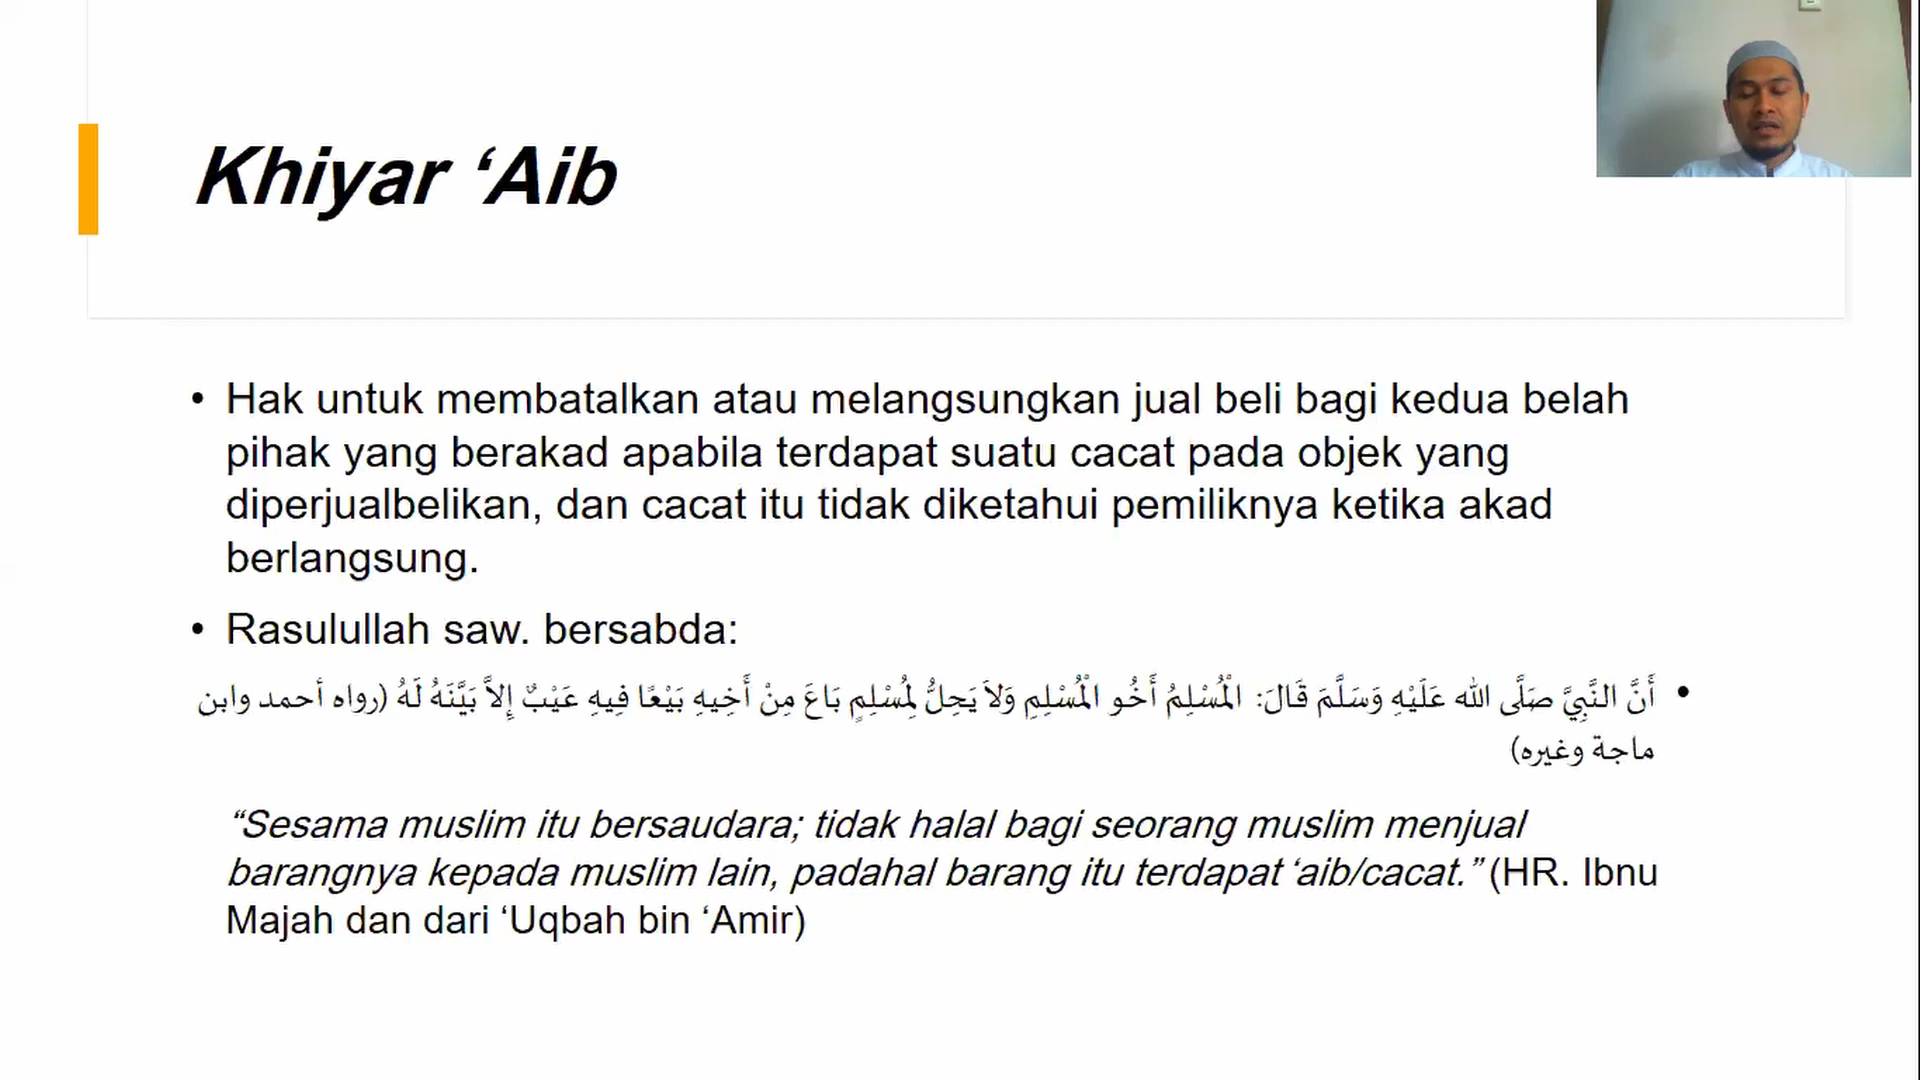 Khiyar ‘Aib
• Hak untuk membatalkan atau melangsungkan jual beli bagi kedua belah
pihak yang berakad apabila terdapat suatu cacat pada objek yang
diperjualbelikan, dan cacat itu tidak diketahui pemiliknya ketika akad
berlangsung.
• Rasulullah saw. bersabda:
• أَنَّ النَّبِيَّ صَلَّى الله عَلَيْهِ وَسَلَّمَ قَالَ: الْمُسْلِمُ أَخُو الْمُسْلِمِ وَلاَ يَحِلُّ لِمُسْلِمٍ بَاعَ مِنْ أَخِيهِ بَيْعًا فِيهِ عَيْبٌ إِلاَّ بَيَّنَهُ لَهُ (رواه أحمد وابن
ماجة وغيره)
“Sesama muslim itu bersaudara; tidak halal bagi seorang muslim menjual
barangnya kepada muslim lain, padahal barang itu terdapat ‘aib/cacat.” (HR. Ibnu
Majah dan dari ‘Uqbah bin ‘Amir)